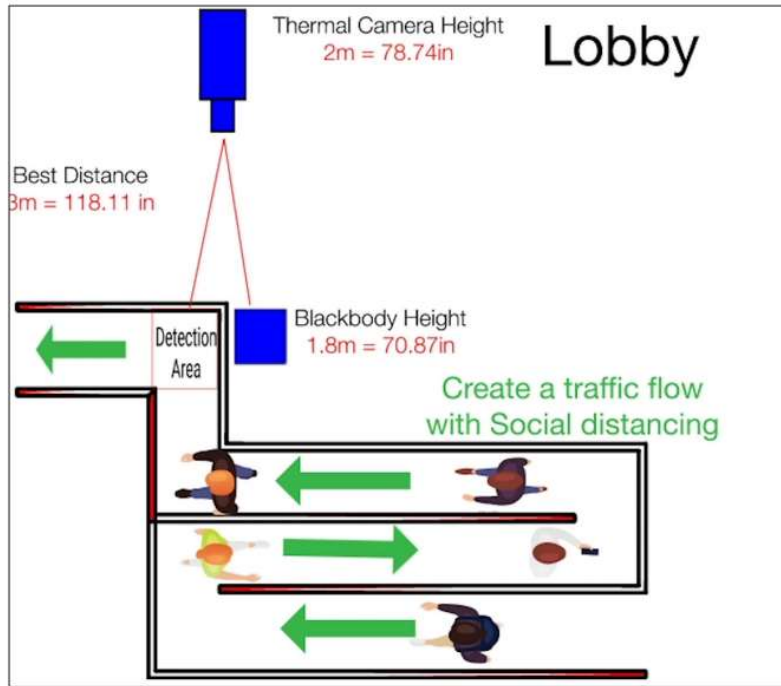 Thermal Camera Height
2m = 78.74in
Lobby
Best Distance
3m = 118.11 in
Detection
Area
Blackbody Height
1.8m = 70.87in
Create a traffic flow
with Social distancing